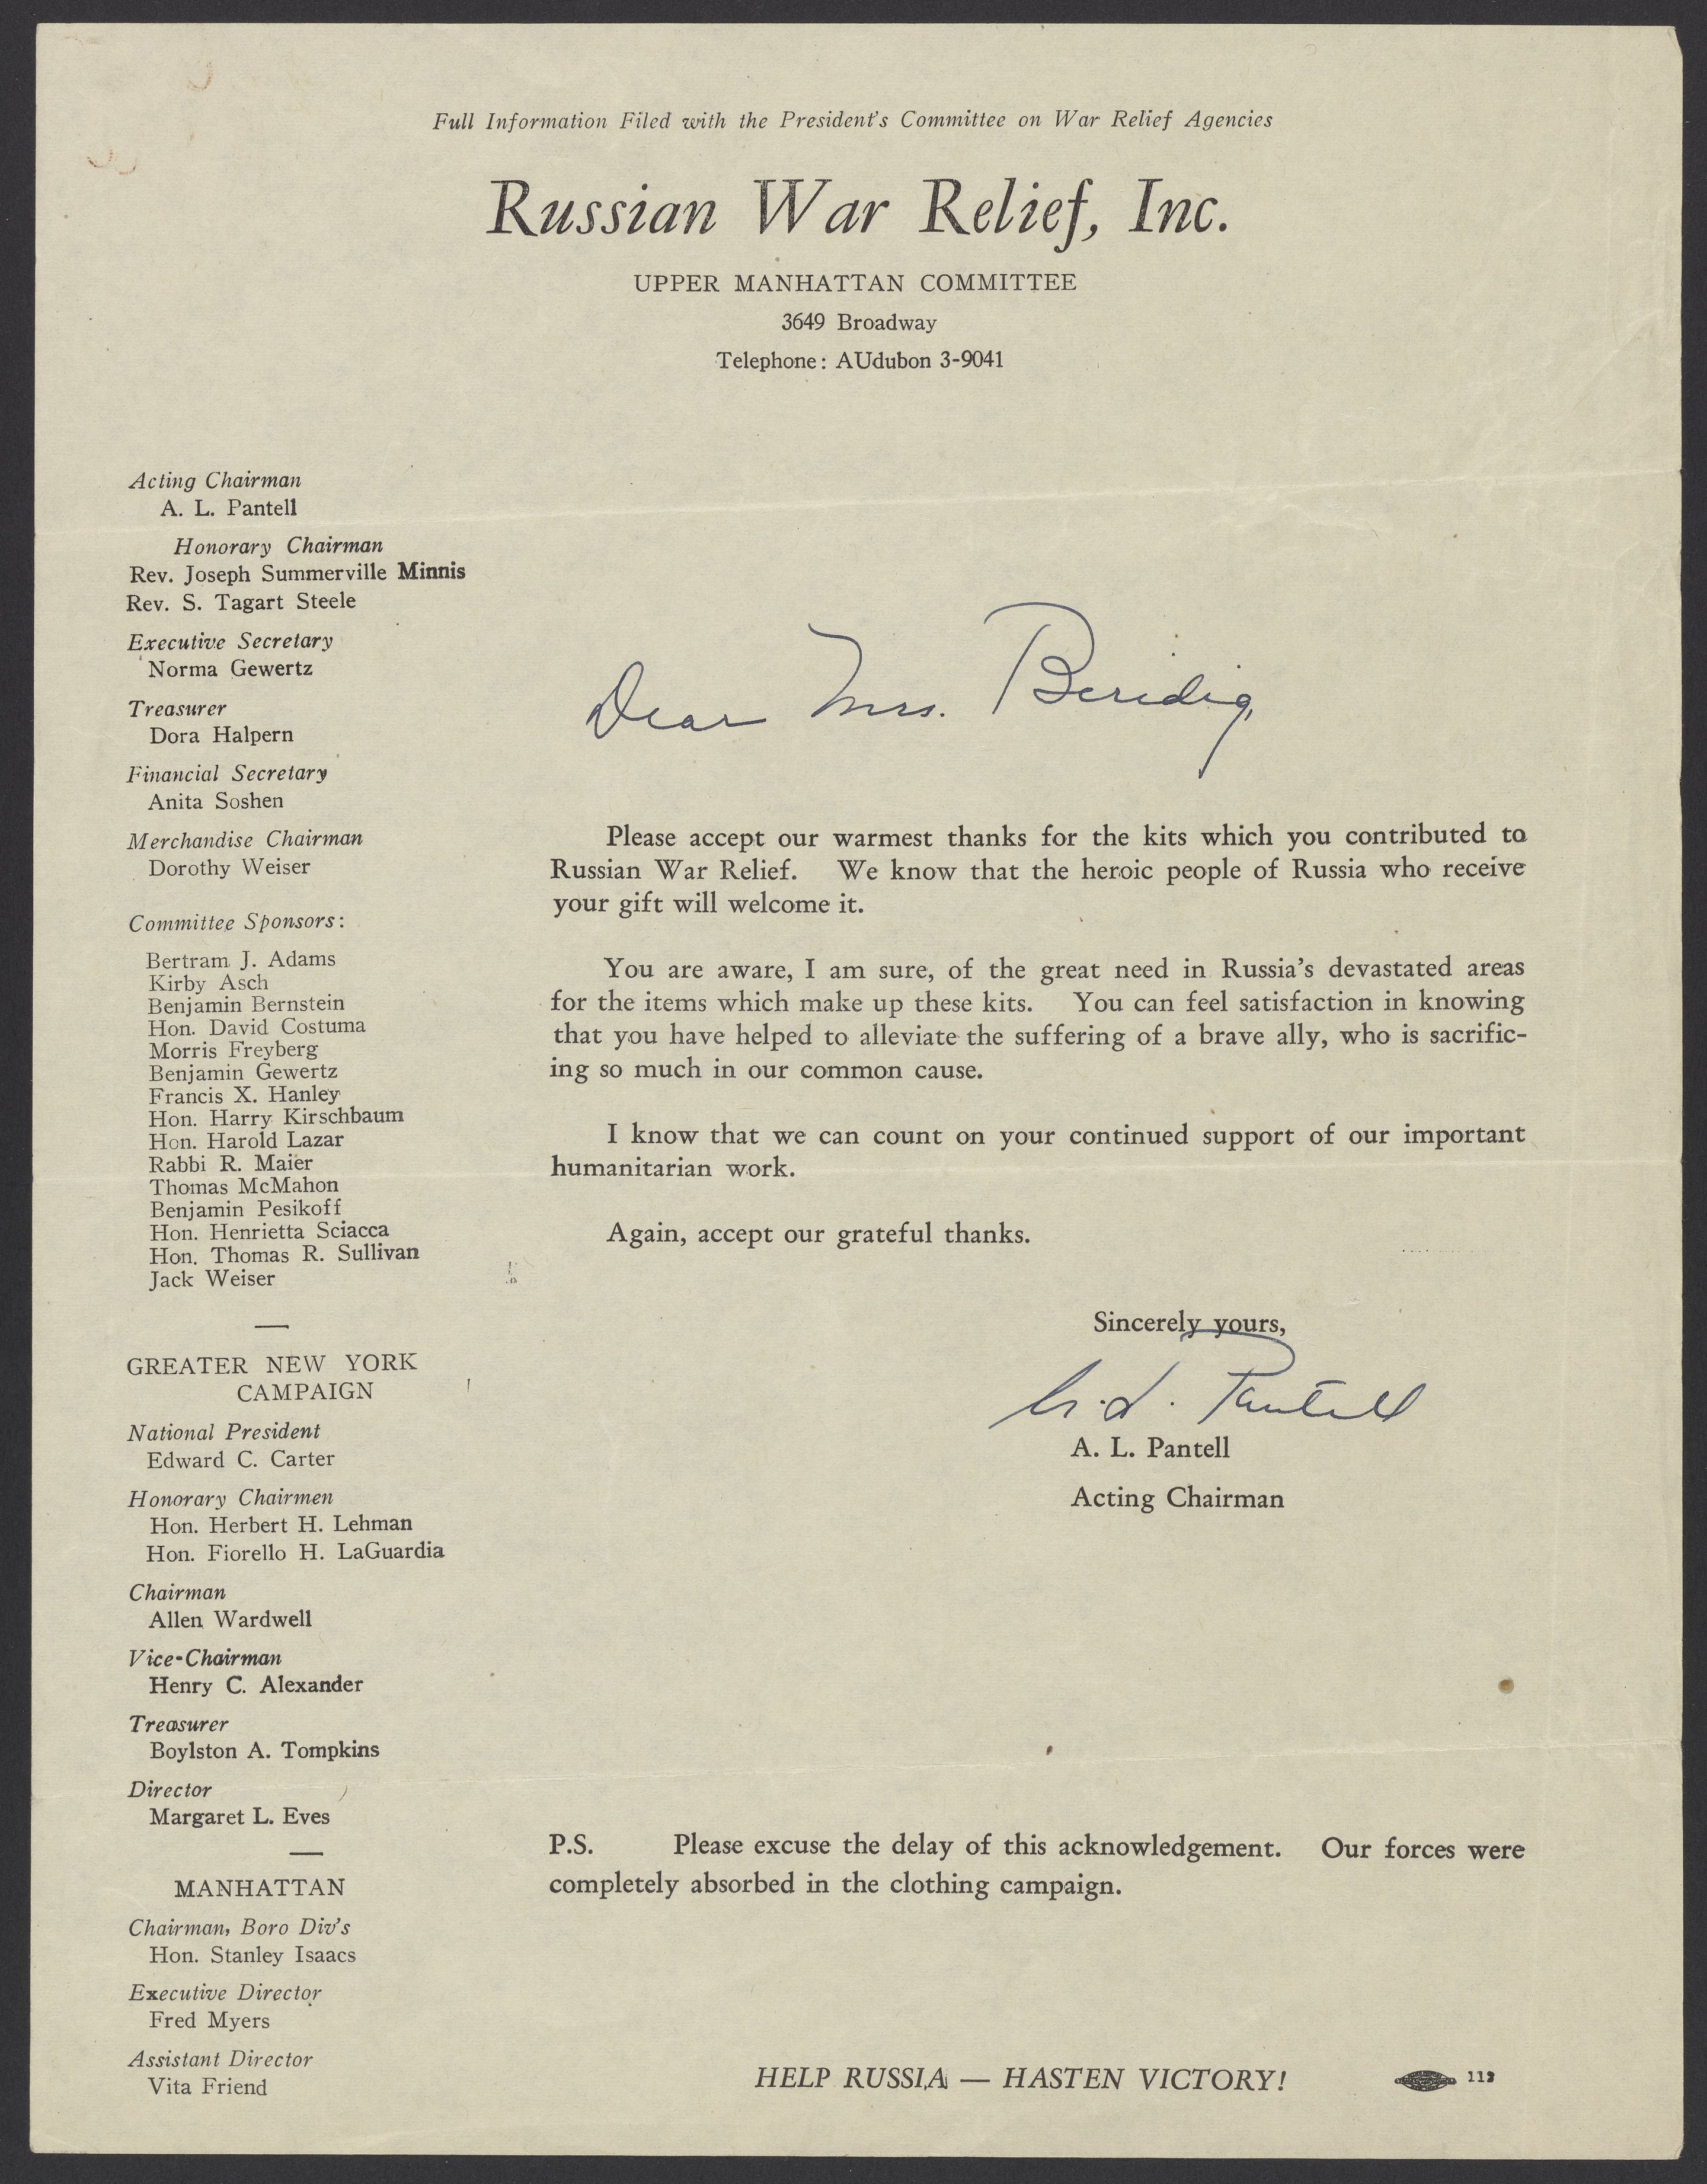 Full Information Filed with the President's Committee on War Relief Agencies
Russian War Relief, Inc.
UPPER MANHATTAN COMMITTEE
3649 Broadway
Telephone: AUdubon 3-9041
Acting Chairman
A. L. Pantell
Honorary Chairman
Rev. Joseph Summerville Minnis
Rev. S. Tagart Steele
Executive Secretary
Norma Gewertz
Treasurer
Dora Halpern
Financial Secretary
Anita Soshen
Merchandise Chairman
Dorothy Weiser
Committee Sponsors:
Bertram J. Adams
Kirby Asch
Benjamin Bernstein
Hon. David Costuma
Morris Freyberg
Benjamin Gewertz
Francis X. Hanley
Hon. Harry Kirschbaum
Hon. Harold Lazar
Rabbi R. Maier
Thomas McMahon
Benjamin Pesikoff
Hon. Henrietta Sciacca
Hon. Thomas R. Sullivan
Jack Weiser
GREATER NEW YORK
CAMPAIGN
National President
Edward C. Carter
Honorary Chairmen
Hon. Herbert H. Lehman
Hon. Fiorello H. LaGuardia
Chairman
Allen Wardwell
Vice-Chairman
Henry C. Alexander
Treasurer
Boylston A. Tompkins
Director
Margaret L. Eves
MANHATTAN
Chairman, Boro Div's
Hon. Stanley Isaacs
Executive Director
Fred Myers
Assistant Director
Vita Friend
Dear Mrs.
Please accept our warmest thanks for the kits which you contributed to
Russian War Relief. We know that the heroic people of Russia who receive
your gift will welcome it.
You are aware, I am sure, of the great need in Russia's devastated areas
for the items which make up these kits. You can feel satisfaction in knowing
that you have helped to alleviate the suffering of a brave ally, who is sacrific-
ing so much in our common cause.
I know that we can count on your continued support of our important
humanitarian work.
Again, accept our grateful thanks.
Sincerely yours,
A. L. Pantell
A. L. Pantell
Acting Chairman
P.S. Please excuse the delay of this acknowledgement. Our forces were
completely absorbed in the clothing campaign.
HELP RUSSIA — HASTEN VICTORY!